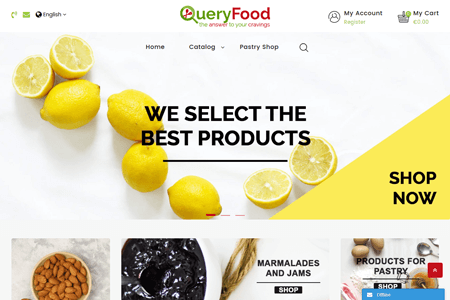 English
QueryFood
the answer to your cravings
My Account
Register
My Cart
€0.00
Home
Catalog
Pastry Shop
WE SELECT THE
BEST PRODUCTS
SHOP
NOW
MARMALADES
AND JAMS
SHOP
PRODUCTS FOR
PASTRY
SHOP
Offline